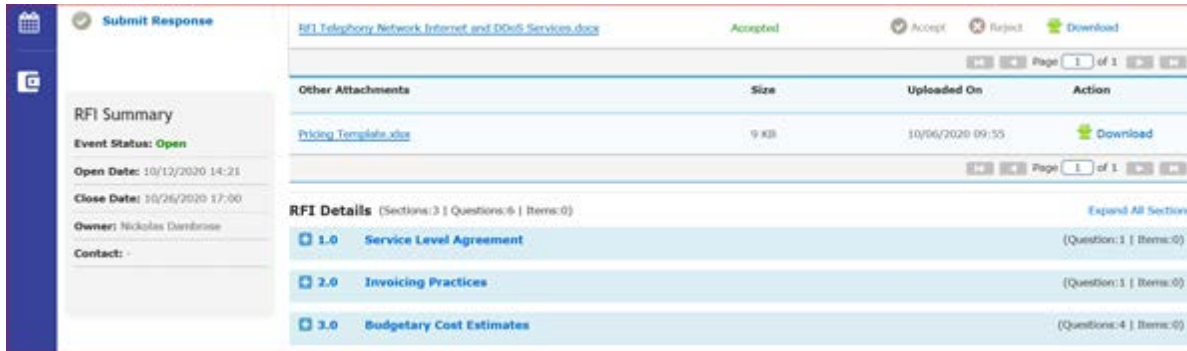 Submit Response
RFI Telephony Network Internet and DDoS Services.docx Accepted Accept Reject Download
Page 1 of 1
Other Attachments Size Uploaded On Action
Pricing Template.xlsx 9 KB 10/06/2020 09:55 Download
Page 1 of 1
RFI Summary
Event Status: Open
Open Date: 10/12/2020 14:21
Close Date: 10/26/2020 17:00
Owner: Nickolas Dambrose
Contact: -
RFI Details (Sections:3 | Questions:6 | Items:0) Expand All Section
1.0 Service Level Agreement (Question:1 | Items:0)
2.0 Invoicing Practices (Question:1 | Items:0)
3.0 Budgetary Cost Estimates (Questions:4 | Items:0)